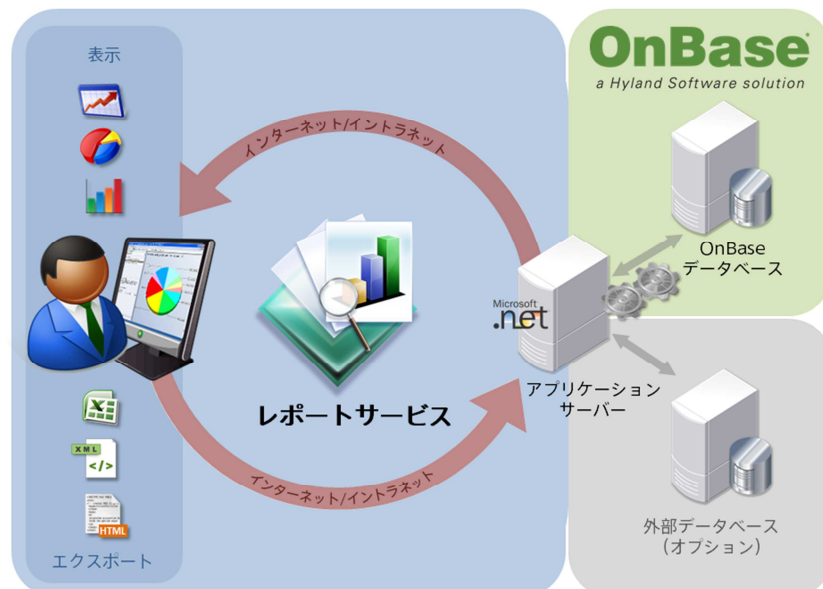 表示
OnBase
a Hyland Software solution
インターネット/イントラネット
OnBase
データベース
Microsoft
.net
レポートサービス
アプリケーション
サーバー
XML
</>
インターネット/イントラネット
HTML
エクスポート
外部データベース
(オプション)